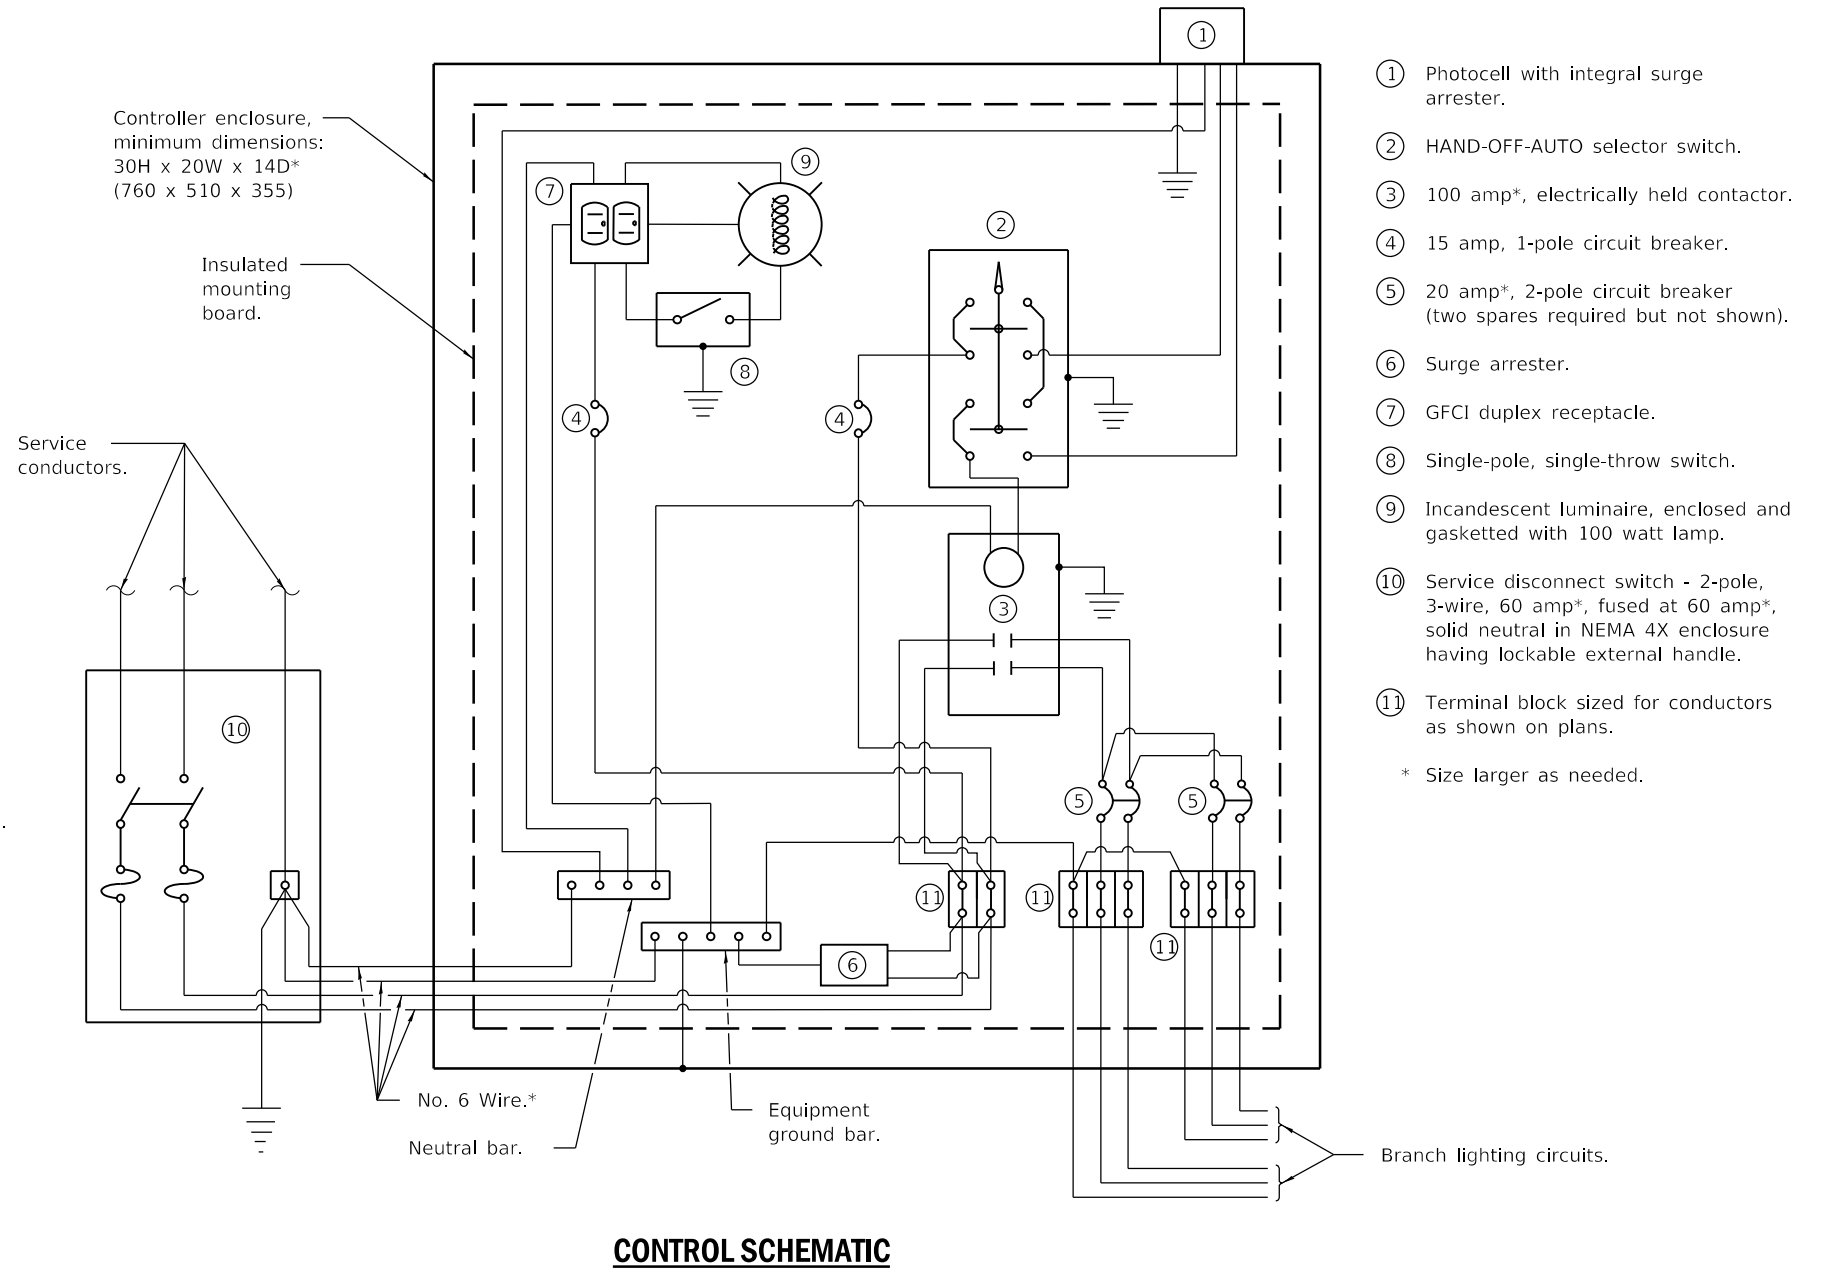 1
Controller enclosure,
minimum dimensions:
30H x 20W x 14D*
(760 x 510 x 355)
Insulated
mounting
board.
Service
conductors.
7
9
8
4
4
2
3
10
5
5
11
11
11
6
No. 6 Wire.*
Neutral bar.
Equipment
ground bar.
Branch lighting circuits.
1 Photocell with integral surge
arrester.
2 HAND-OFF-AUTO selector switch.
3 100 amp*, electrically held contactor.
4 15 amp, 1-pole circuit breaker.
5 20 amp*, 2-pole circuit breaker
(two spares required but not shown).
6 Surge arrester.
7 GFCI duplex receptacle.
8 Single-pole, single-throw switch.
9 Incandescent luminaire, enclosed and
gasketted with 100 watt lamp.
10 Service disconnect switch - 2-pole,
3-wire, 60 amp*, fused at 60 amp*,
solid neutral in NEMA 4X enclosure
having lockable external handle.
11 Terminal block sized for conductors
as shown on plans.
* Size larger as needed.
CONTROL SCHEMATIC